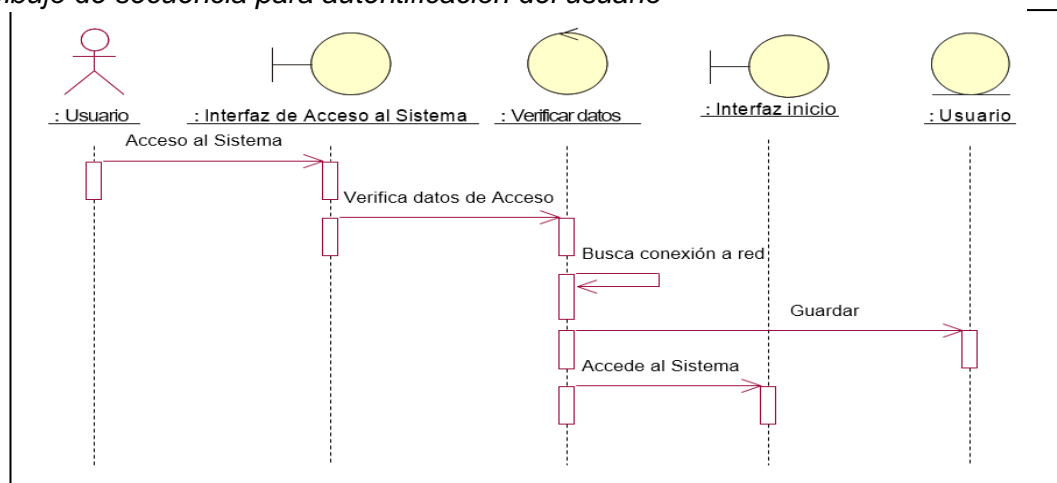 de secuencia para autentificación del usuario
: Usuario
: Interfaz de Acceso al Sistema
: Verificar datos
: Interfaz inicio
: Usuario
Acceso al Sistema
Verifica datos de Acceso
Busca conexión a red
Guardar
Accede al Sistema